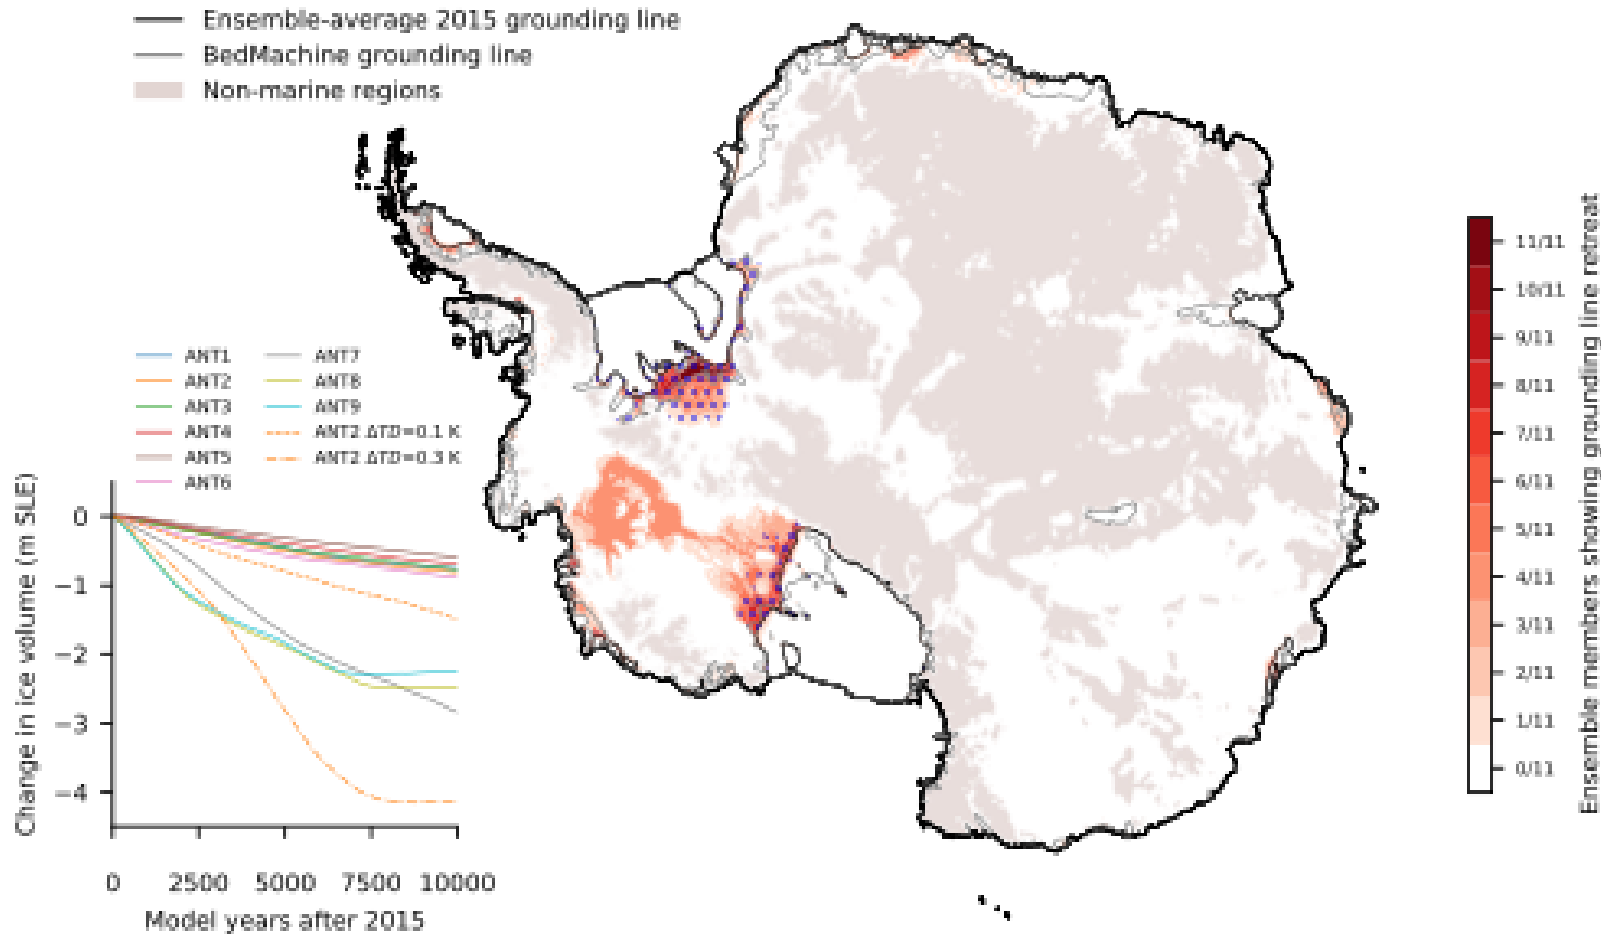 Ensemble-average 2015 grounding line
BedMachine grounding line
Non-marine regions
ANT1
ANT2
ANT3
ANT4
ANT5
ANT6
ANT7
ANT8
ANT9
ANT2 ΔTD=0.1 K
ANT2 ΔTD=0.3 K
Change in ice volume (m SLE)
0
−1
−2
−3
−4
0 2500 5000 7500 10000
Model years after 2015
11/11
10/11
9/11
8/11
7/11
6/11
5/11
4/11
3/11
2/11
1/11
0/11
Ensemble members showing grounding line retreat